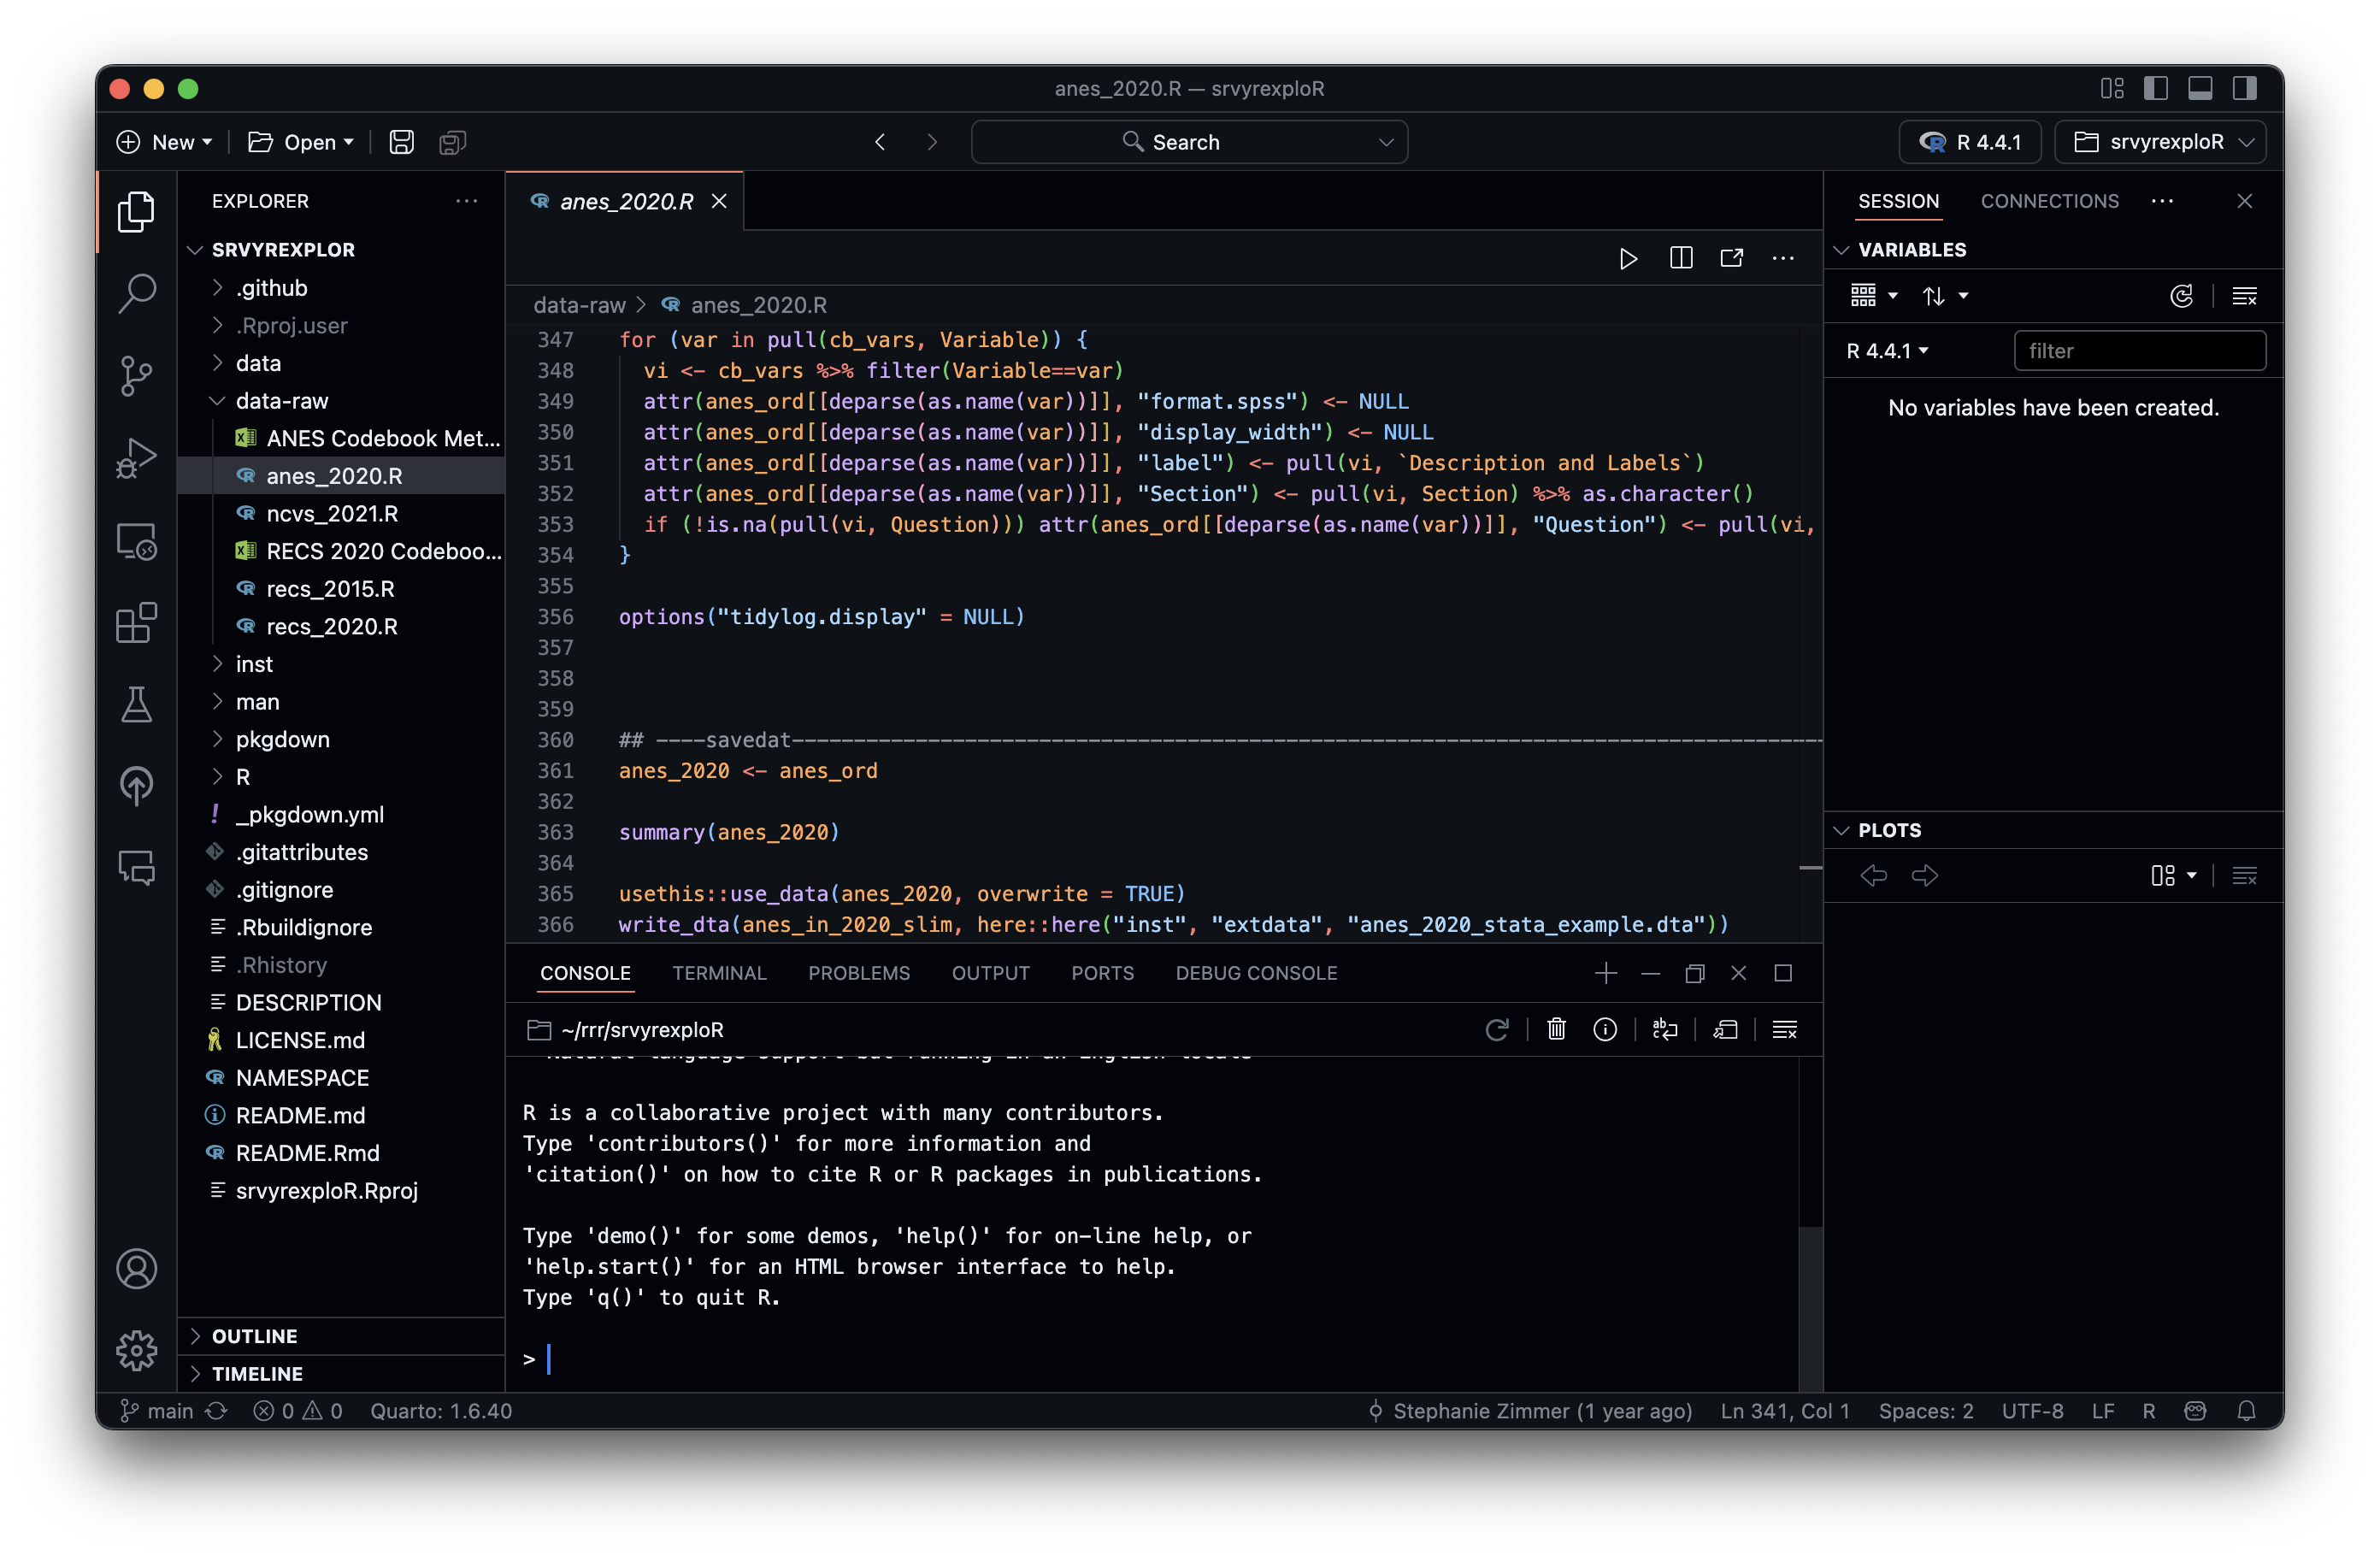 anes_2020.R — srvyrexploR
New
Open
Search
R 4.4.1
srvyrexploR
EXPLORER
SRVYREXPLOR
.github
.Rproj.user
data
data-raw
ANES Codebook Met...
anes_2020.R
ncvs_2021.R
RECS 2020 Codeboo...
recs_2015.R
recs_2020.R
inst
man
pkgdown
R
_pkgdown.yml
.gitattributes
.gitignore
.Rbuildignore
.Rhistory
DESCRIPTION
LICENSE.md
NAMESPACE
README.md
README.Rmd
srvyrexploR.Rproj
OUTLINE
TIMELINE
anes_2020.R
data-raw > anes_2020.R
347 for (var in pull(cb_vars, Variable)) {
348 vi <- cb_vars %>% filter(Variable==var)
349 attr(anes_ord[[deparse(as.name(var))]], "format.spss") <- NULL
350 attr(anes_ord[[deparse(as.name(var))]], "display_width") <- NULL
351 attr(anes_ord[[deparse(as.name(var))]], "label") <- pull(vi, `Description and Labels`)
352 attr(anes_ord[[deparse(as.name(var))]], "Section") <- pull(vi, Section) %>% as.character()
353 if (!is.na(pull(vi, Question))) attr(anes_ord[[deparse(as.name(var))]], "Question") <- pull(vi,
354 }
355
356 options("tidylog.display" = NULL)
357
358
359
360 ## ----savedat-----------------------------------------------------------------------------------
361 anes_2020 <- anes_ord
362
363 summary(anes_2020)
364
365 usethis::use_data(anes_2020, overwrite = TRUE)
366 write_dta(anes_in_2020_slim, here::here("inst", "extdata", "anes_2020_stata_example.dta"))
CONSOLE TERMINAL PROBLEMS OUTPUT PORTS DEBUG CONSOLE
~/rrr/srvyrexploR
Natural language support but running in an English locale
R is a collaborative project with many contributors.
Type 'contributors()' for more information and
'citation()' on how to cite R or R packages in publications.
Type 'demo()' for some demos, 'help()' for on-line help, or
'help.start()' for an HTML browser interface to help.
Type 'q()' to quit R.
>
SESSION CONNECTIONS
VARIABLES
R 4.4.1
filter
No variables have been created.
PLOTS
main
0 0
Quarto: 1.6.40
Stephanie Zimmer (1 year ago)
Ln 341, Col 1
Spaces: 2
UTF-8
LF
R